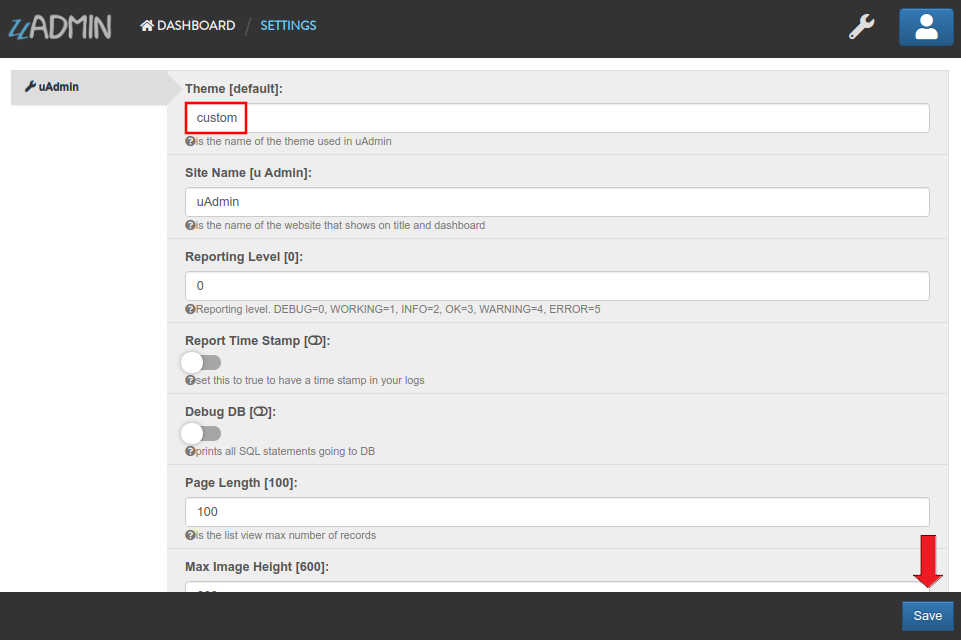 uADMIN
DASHBOARD / SETTINGS
uAdmin
Theme [default]:
custom
is the name of the theme used in uAdmin
Site Name [u Admin]:
uAdmin
is the name of the website that shows on title and dashboard
Reporting Level [0]:
0
Reporting level. DEBUG=0, WORKING=1, INFO=2, OK=3, WARNING=4, ERROR=5
Report Time Stamp []:
set this to true to have a time stamp in your logs
Debug DB []:
prints all SQL statements going to DB
Page Length [100]:
100
is the list view max number of records
Max Image Height [600]:
Save